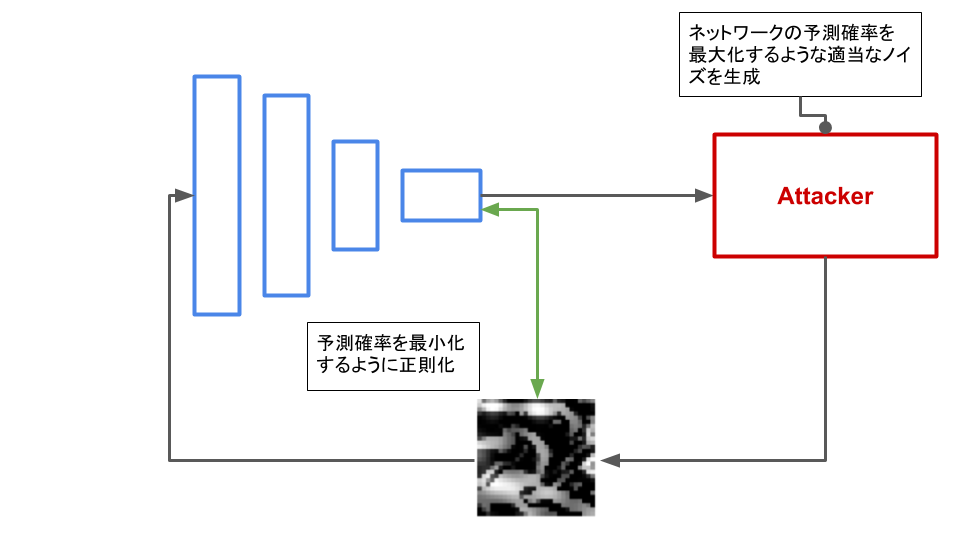 ネットワークの予測確率を
最大化するような適当なノイ
ズを生成
Attacker
予測確率を最小化
するように正則化